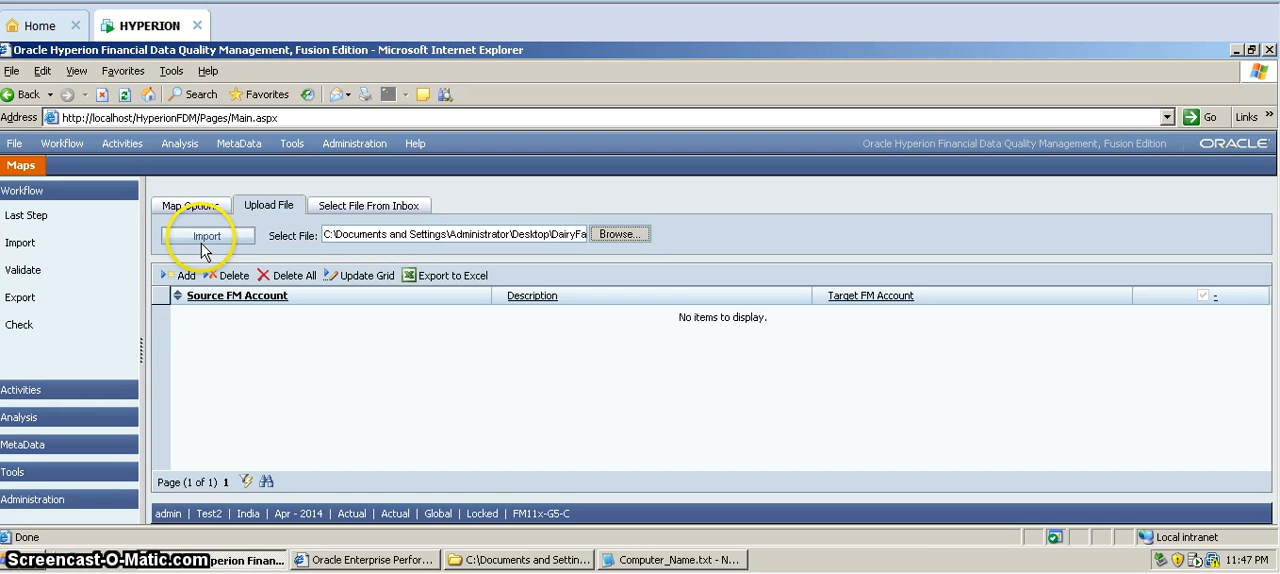 Home
HYPERION
Oracle Hyperion Financial Data Quality Management, Fusion Edition - Microsoft Internet Explorer
File Edit View Favorites Tools Help
Back Search Favorites
Address http://localhost/HyperionFDM/Pages/Main.aspx Go Links »
File Workflow Activities Analysis MetaData Tools Administration Help Oracle Hyperion Financial Data Quality Management, Fusion Edition ORACLE
Maps
Workflow
Last Step
Import
Validate
Export
Check
Activities
Analysis
MetaData
Tools
Administration
Map Options Upload File Select File From Inbox
Import Select File: C:\Documents and Settings\Administrator\Desktop\DairyFa Browse...
Add Delete Delete All Update Grid Export to Excel
Source FM Account Description Target FM Account -
No items to display.
Page (1 of 1) 1
admin | Test2 | India | Apr - 2014 | Actual | Actual | Global | Locked | FM11x-G5-C
Done Local intranet
Screencast-O-Matic.com perion Finan... Oracle Enterprise Perfor... C:\Documents and Settin... Computer_Name.txt - N... 11:47 PM